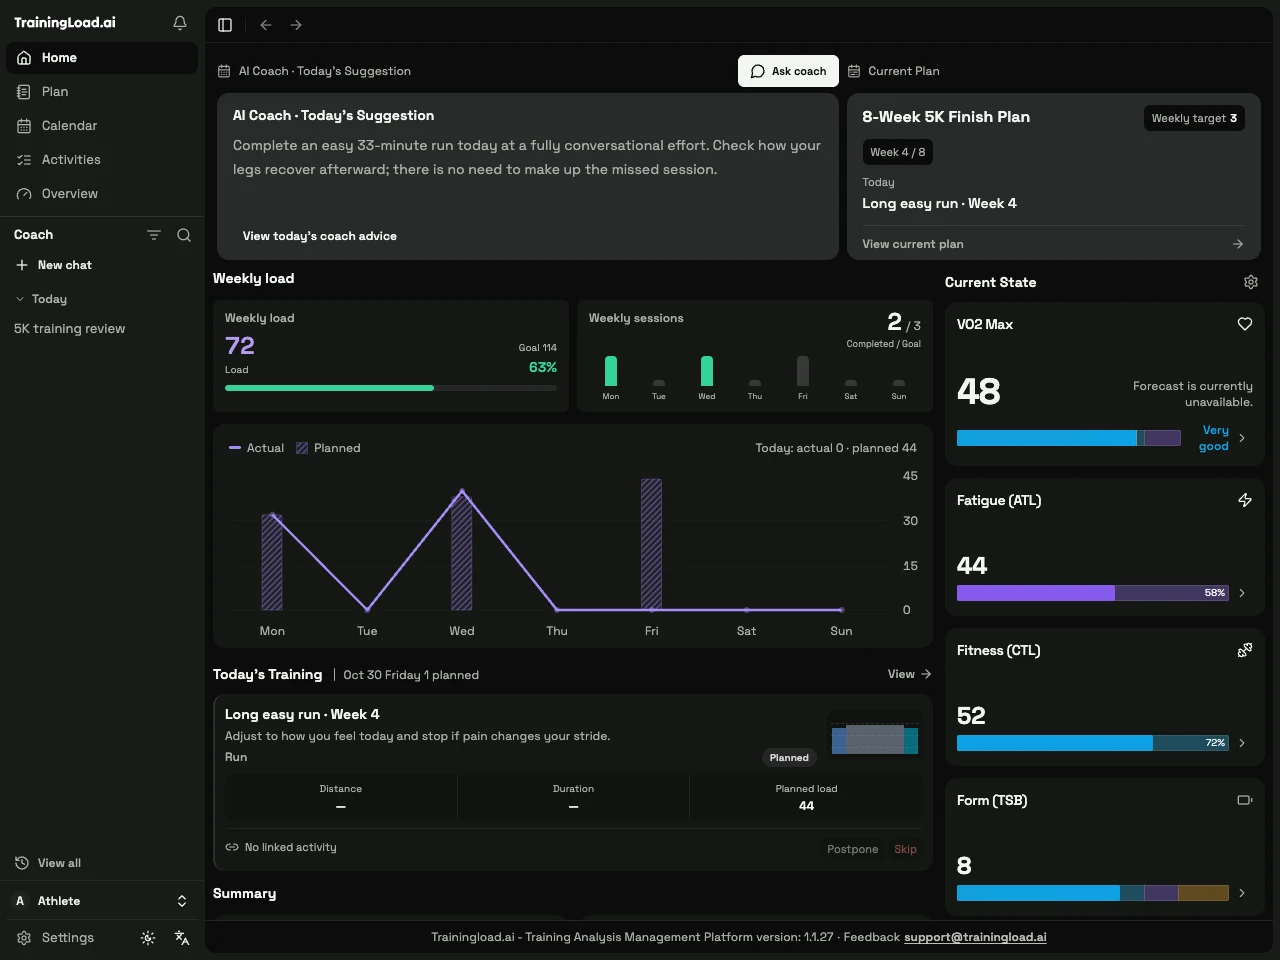 TrainingLoad.ai
Home
Plan
Calendar
Activities
Overview
Coach
New chat
Today
5K training review
View all
A Athlete
Settings
AI Coach · Today's Suggestion
Ask coach
AI Coach · Today's Suggestion
Complete an easy 33-minute run today at a fully conversational effort. Check how your
legs recover afterward; there is no need to make up the missed session.
View today's coach advice
Current Plan
8-Week 5K Finish Plan
Weekly target 3
Week 4 / 8
Today
Long easy run · Week 4
View current plan
Weekly load
Weekly load
72
Load
Goal 114
63%
Weekly sessions
2 / 3
Completed / Goal
Mon Tue Wed Thu Fri Sat Sun
Actual Planned
Today: actual 0 · planned 44
45
30
15
0
Mon Tue Wed Thu Fri Sat Sun
Today's Training | Oct 30 Friday 1 planned
View
Long easy run · Week 4
Adjust to how you feel today and stop if pain changes your stride.
Run
Planned
Distance
—
Duration
—
Planned load
44
No linked activity
Postpone Skip
Summary
Current State
VO2 Max
48
Forecast is currently
unavailable.
Very
good
Fatigue (ATL)
44
58%
Fitness (CTL)
52
72%
Form (TSB)
8
Trainingload.ai - Training Analysis Management Platform version: 1.1.27 · Feedback support@trainingload.ai